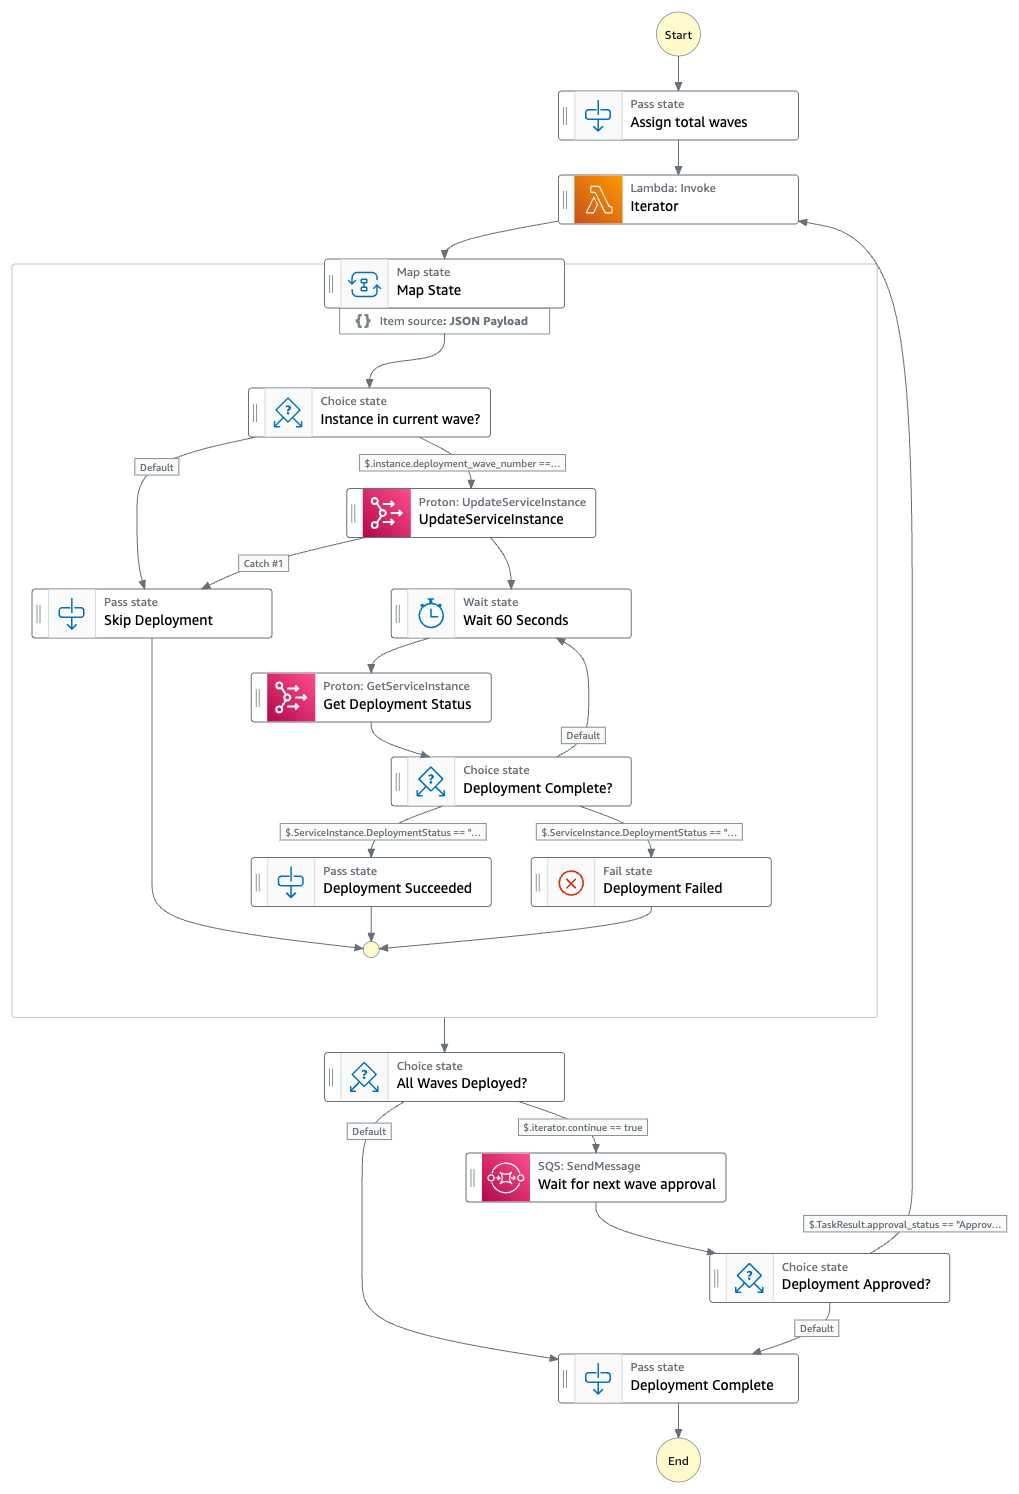 Start
Pass state
Assign total waves
Lambda: Invoke
Iterator
Map state
Map State
{} Item source: JSON Payload
Choice state
Instance in current wave?
Default
$.instance.deployment_wave_number ==...
Proton: UpdateServiceInstance
UpdateServiceInstance
Catch #1
Pass state
Skip Deployment
Wait state
Wait 60 Seconds
Proton: GetServiceInstance
Get Deployment Status
Default
Choice state
Deployment Complete?
$.ServiceInstance.DeploymentStatus == "...
$.ServiceInstance.DeploymentStatus == "...
Pass state
Deployment Succeeded
Fail state
Deployment Failed
Choice state
All Waves Deployed?
Default
$.iterator.continue == true
SQS: SendMessage
Wait for next wave approval
$.TaskResult.approval_status == "Approv...
Choice state
Deployment Approved?
Default
Pass state
Deployment Complete
End